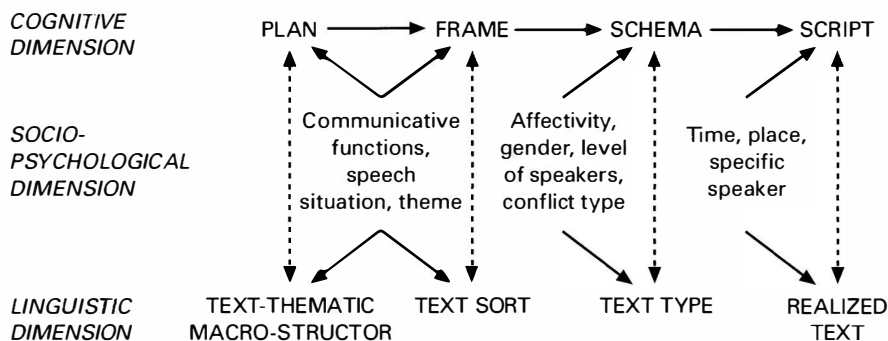 COGNITIVE
DIMENSION
PLAN FRAME SCHEMA SCRIPT
SOCIO-
PSYCHOLOGICAL
DIMENSION
Communicative
functions,
speech
situation, theme
Affectivity,
gender, level
of speakers,
conflict type
Time, place,
specific
speaker
LINGUISTIC
DIMENSION
TEXT-THEMATIC
MACRO-STRUCTOR
TEXT SORT
TEXT TYPE
REALIZED
TEXT